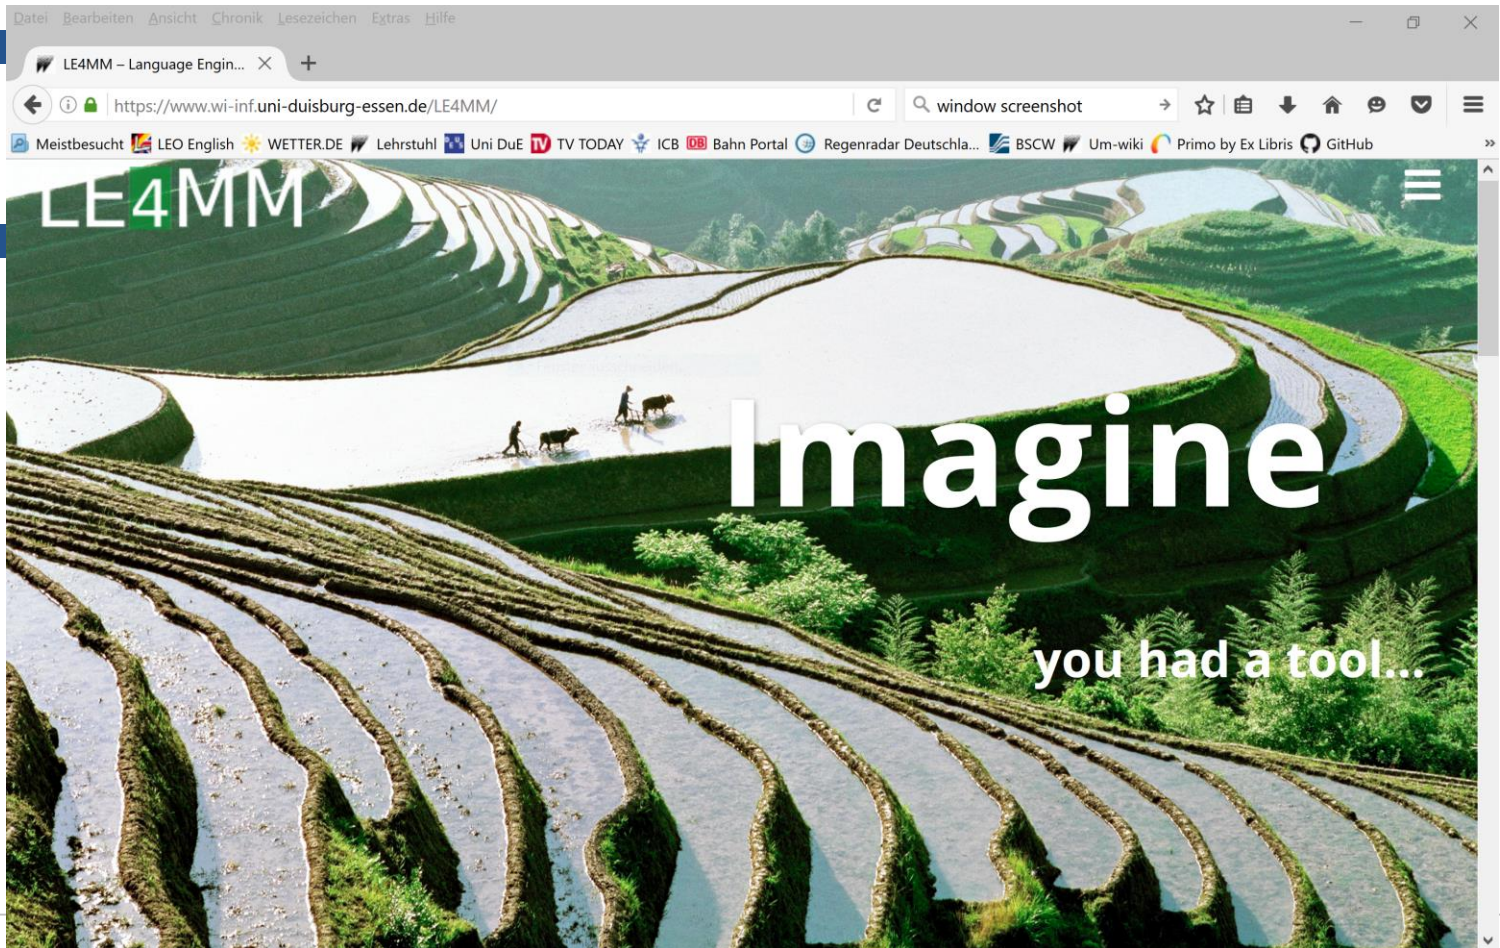 Datei Bearbeiten Ansicht Chronik Lesezeichen Extras Hilfe
LE4MM – Language Engin...
https://www.wi-inf.uni-duisburg-essen.de/LE4MM/
window screenshot
Meistbesucht LEO English WETTER.DE Lehrstuhl Uni DuE TV TV TODAY ICB DB Bahn Portal Regenradar Deutschla... BSCW Um-wiki Primo by Ex Libris GitHub
LE4MM
Imagine
you had a tool...